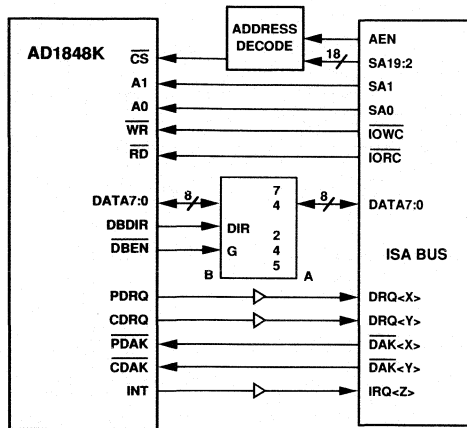 AD1848K
ADDRESS
DECODE
AEN
SA19:2
18
CS
A1
SA1
A0
SA0
WR
IOWC
RD
IORC
DATA7:0
8
7
4
8
DATA7:0
DBDIR
DIR
2
DBEN
G
4
5
ISA BUS
B
A
PDRQ
DRQ<X>
CDRQ
DRQ<Y>
PDAK
DAK<X>
CDAK
DAK<Y>
INT
IRQ<Z>